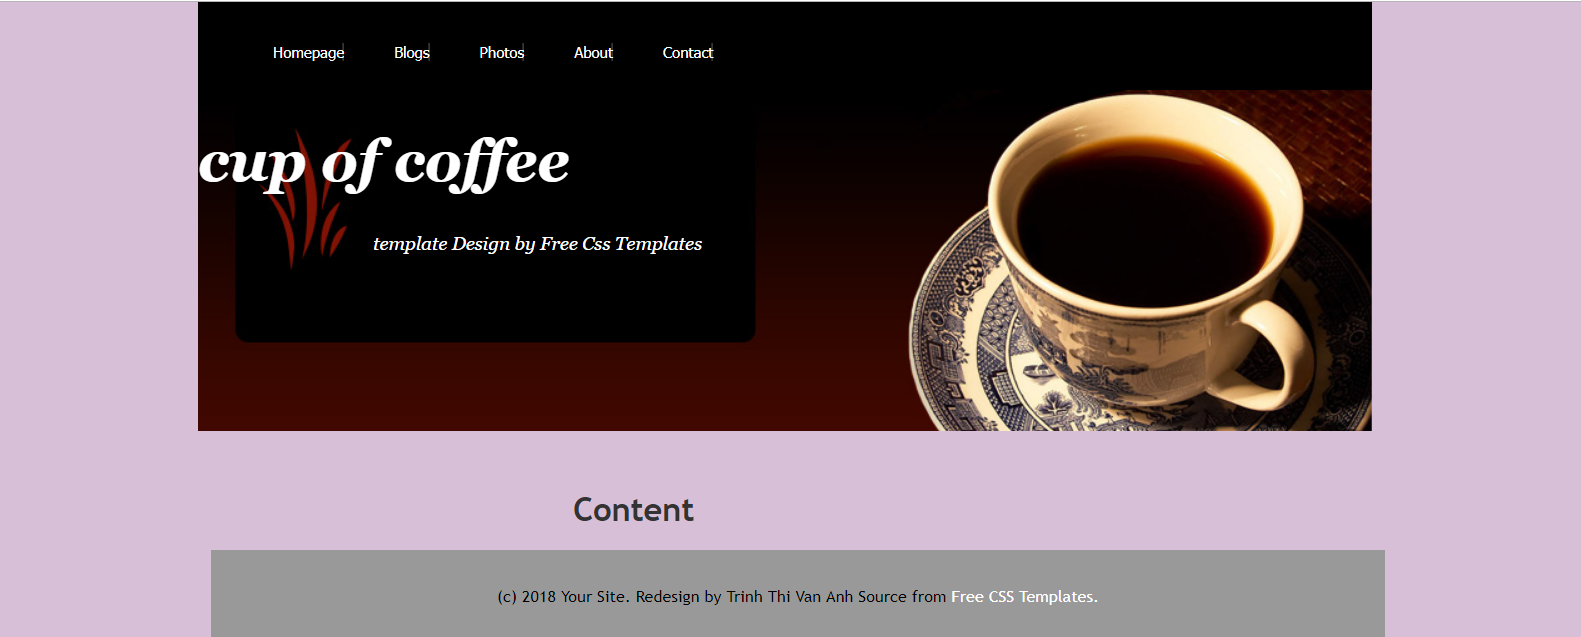 Homepage Blogs Photos About Contact
cup of coffee
template Design by Free Css Templates
Content
(c) 2018 Your Site. Redesign by Trinh Thi Van Anh Source from Free CSS Templates.